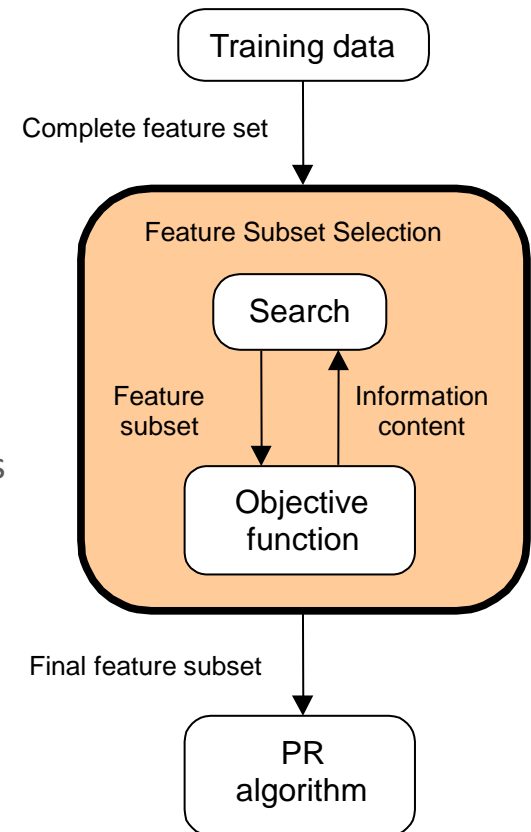 Training data
Complete feature set
Feature Subset Selection
Search
Feature
subset
Information
content
s
Objective
function
Final feature subset
PR
algorithm